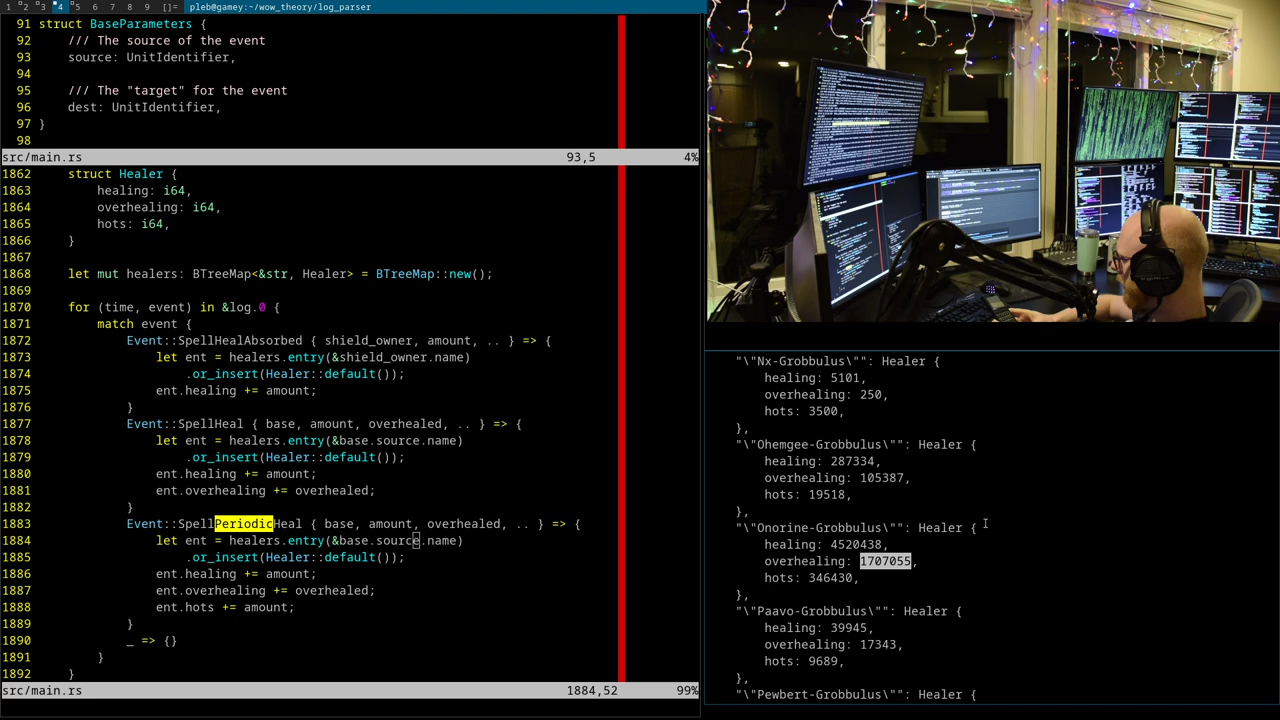 1 2 3 4 5 6 7 8 9 []= pleb@gamey:~/wow_theory/log_parser
91 struct BaseParameters {
92     /// The source of the event
93     source: UnitIdentifier,
94
95     /// The "target" for the event
96     dest: UnitIdentifier,
97 }
98
src/main.rs 93,5 4%
1862     struct Healer {
1863         healing: i64,
1864         overhealing: i64,
1865         hots: i64,
1866     }
1867
1868     let mut healers: BTreeMap<&str, Healer> = BTreeMap::new();
1869
1870     for (time, event) in &log.0 {
1871         match event {
1872             Event::SpellHealAbsorbed { shield_owner, amount, .. } => {
1873                 let ent = healers.entry(&shield_owner.name)
1874                     .or_insert(Healer::default());
1875                 ent.healing += amount;
1876             }
1877             Event::SpellHeal { base, amount, overhealed, .. } => {
1878                 let ent = healers.entry(&base.source.name)
1879                     .or_insert(Healer::default());
1880                 ent.healing += amount;
1881                 ent.overhealing += overhealed;
1882             }
1883             Event::SpellPeriodicHeal { base, amount, overhealed, .. } => {
1884                 let ent = healers.entry(&base.source.name)
1885                     .or_insert(Healer::default());
1886                 ent.healing += amount;
1887                 ent.overhealing += overhealed;
1888                 ent.hots += amount;
1889             }
1890             _ => {}
1891         }
1892     }
src/main.rs 1884,52 99%
"\"Nx-Grobbulus\"": Healer {
    healing: 5101,
    overhealing: 250,
    hots: 3500,
},
"\"Ohemgee-Grobbulus\"": Healer {
    healing: 287334,
    overhealing: 105387,
    hots: 19518,
},
"\"Onorine-Grobbulus\"": Healer {
    healing: 4520438,
    overhealing: 1707055,
    hots: 346430,
},
"\"Paavo-Grobbulus\"": Healer {
    healing: 39945,
    overhealing: 17343,
    hots: 9689,
},
"\"Pewbert-Grobbulus\"": Healer {